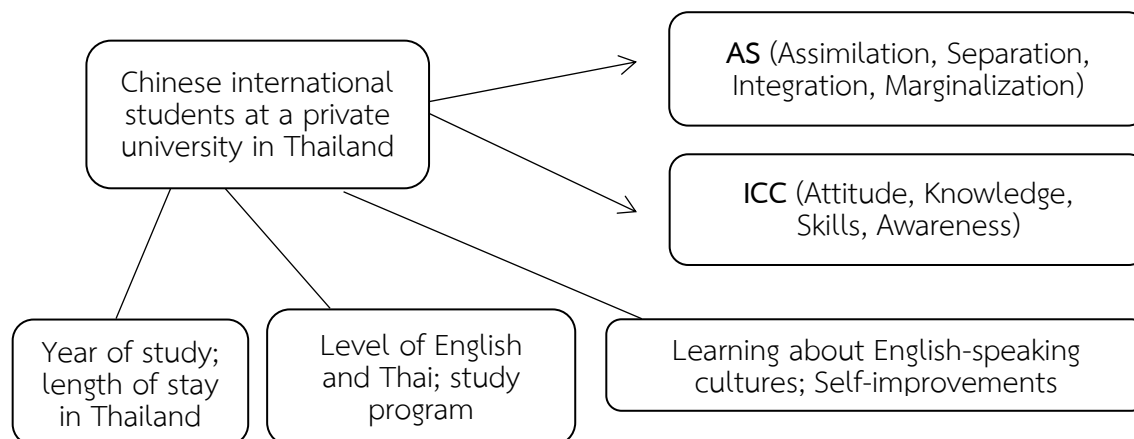 Chinese international
students at a private
university in Thailand
AS (Assimilation, Separation,
Integration, Marginalization)
ICC (Attitude, Knowledge,
Skills, Awareness)
Year of study;
length of stay
in Thailand
Level of English
and Thai; study
program
Learning about English-speaking
cultures; Self-improvements